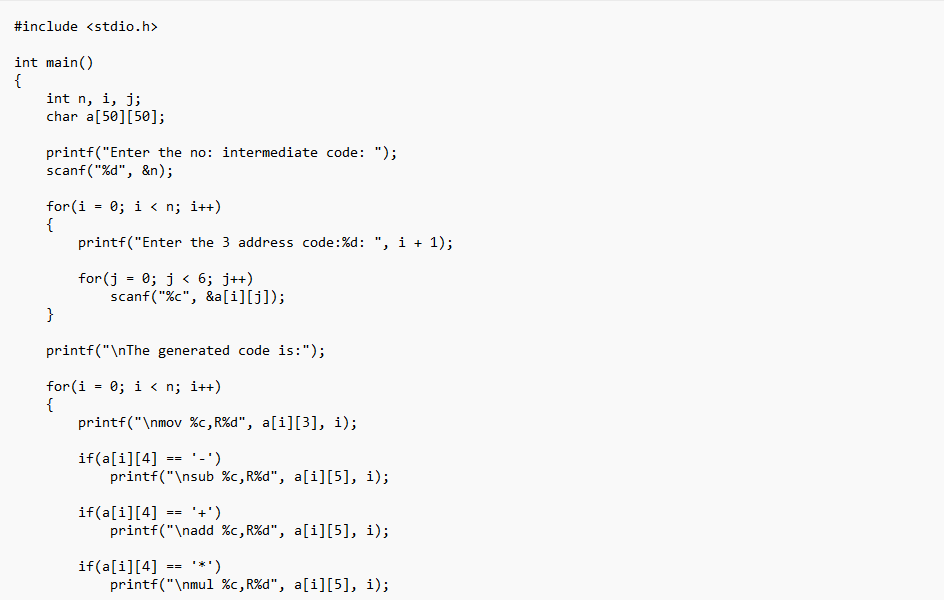 #include <stdio.h>

int main()
{
    int n, i, j;
    char a[50][50];

    printf("Enter the no: intermediate code: ");
    scanf("%d", &n);

    for(i = 0; i < n; i++)
    {
        printf("Enter the 3 address code:%d: ", i + 1);

        for(j = 0; j < 6; j++)
            scanf("%c", &a[i][j]);
    }

    printf("\nThe generated code is:");

    for(i = 0; i < n; i++)
    {
        printf("\nmov %c,R%d", a[i][3], i);

        if(a[i][4] == '-')
            printf("\nsub %c,R%d", a[i][5], i);

        if(a[i][4] == '+')
            printf("\nadd %c,R%d", a[i][5], i);

        if(a[i][4] == '*')
            printf("\nmul %c,R%d", a[i][5], i);